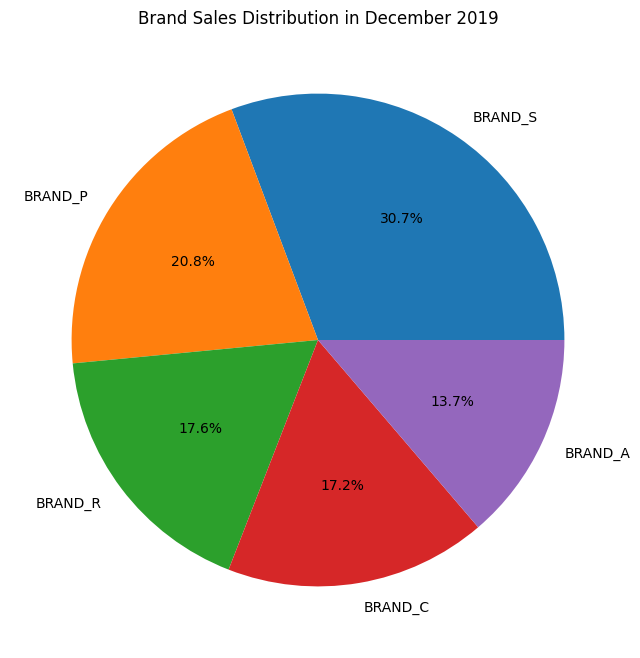 Brand Sales Distribution in December 2019
BRAND_S
30.7%
BRAND_P
20.8%
BRAND_R
17.6%
BRAND_C
17.2%
BRAND_A
13.7%